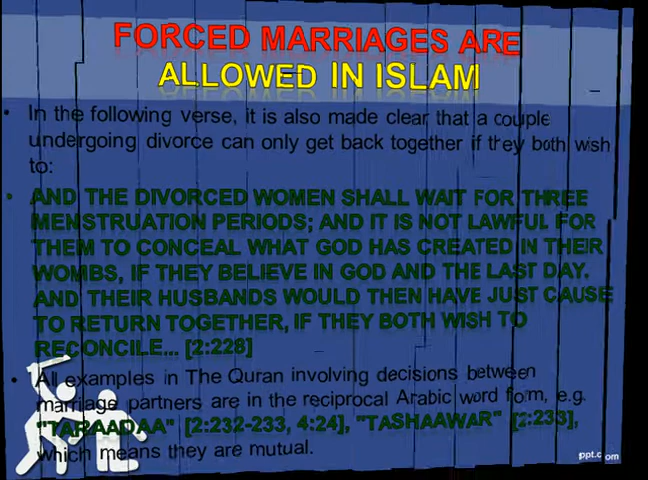 FORCED MARRIAGES ARE
ALLOWED IN ISLAM
• In the following verse, it is also made clear that a couple
undergoing divorce can only get back together if they both wish
to:
• AND THE DIVORCED WOMEN SHALL WAIT FOR THREE
MENSTRUATION PERIODS; AND IT IS NOT LAWFUL FOR
THEM TO CONCEAL WHAT GOD HAS CREATED IN THEIR
WOMBS, IF THEY BELIEVE IN GOD AND THE LAST DAY.
AND THEIR HUSBANDS WOULD THEN HAVE JUST CAUSE
TO RETURN TOGETHER, IF THEY BOTH WISH TO
RECONCILE... [2:228]
• All examples in The Quran involving decisions between
marriage partners are in the reciprocal Arabic word form, e.g.
"TARAADAA" [2:232-233, 4:24], "TASHAAWAR" [2:233],
which means they are mutual.
ppt.com